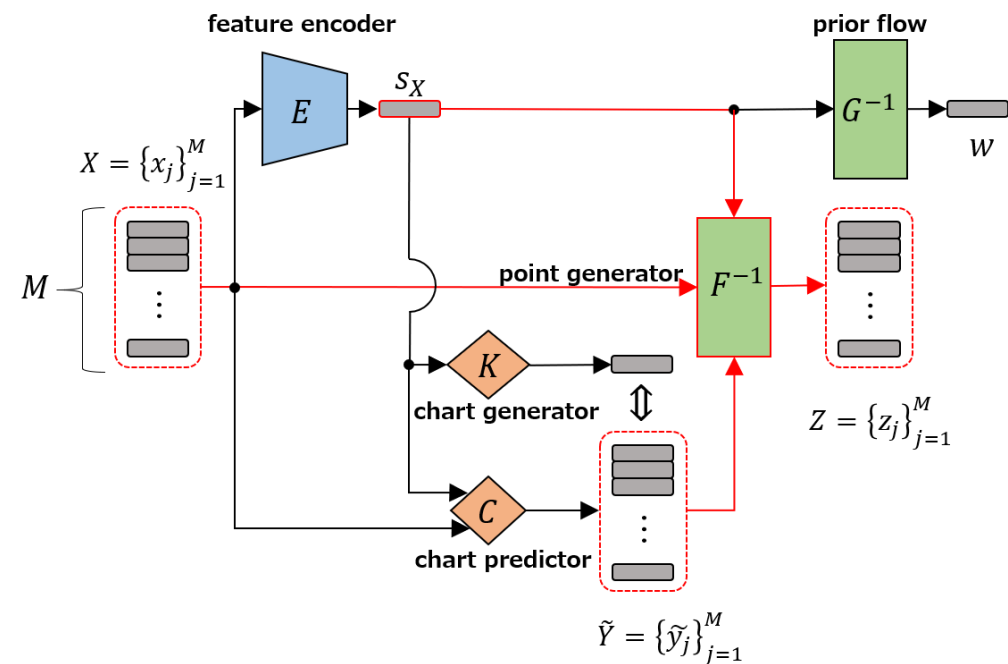 feature encoder
prior flow
E
s_X
G⁻¹
w
X = {x_j}_{j=1}^{M}
M
⋮
point generator
F⁻¹
⋮
K
chart generator
⇕
Z = {z_j}_{j=1}^{M}
C
⋮
chart predictor
Ỹ = {ỹ_j}_{j=1}^{M}